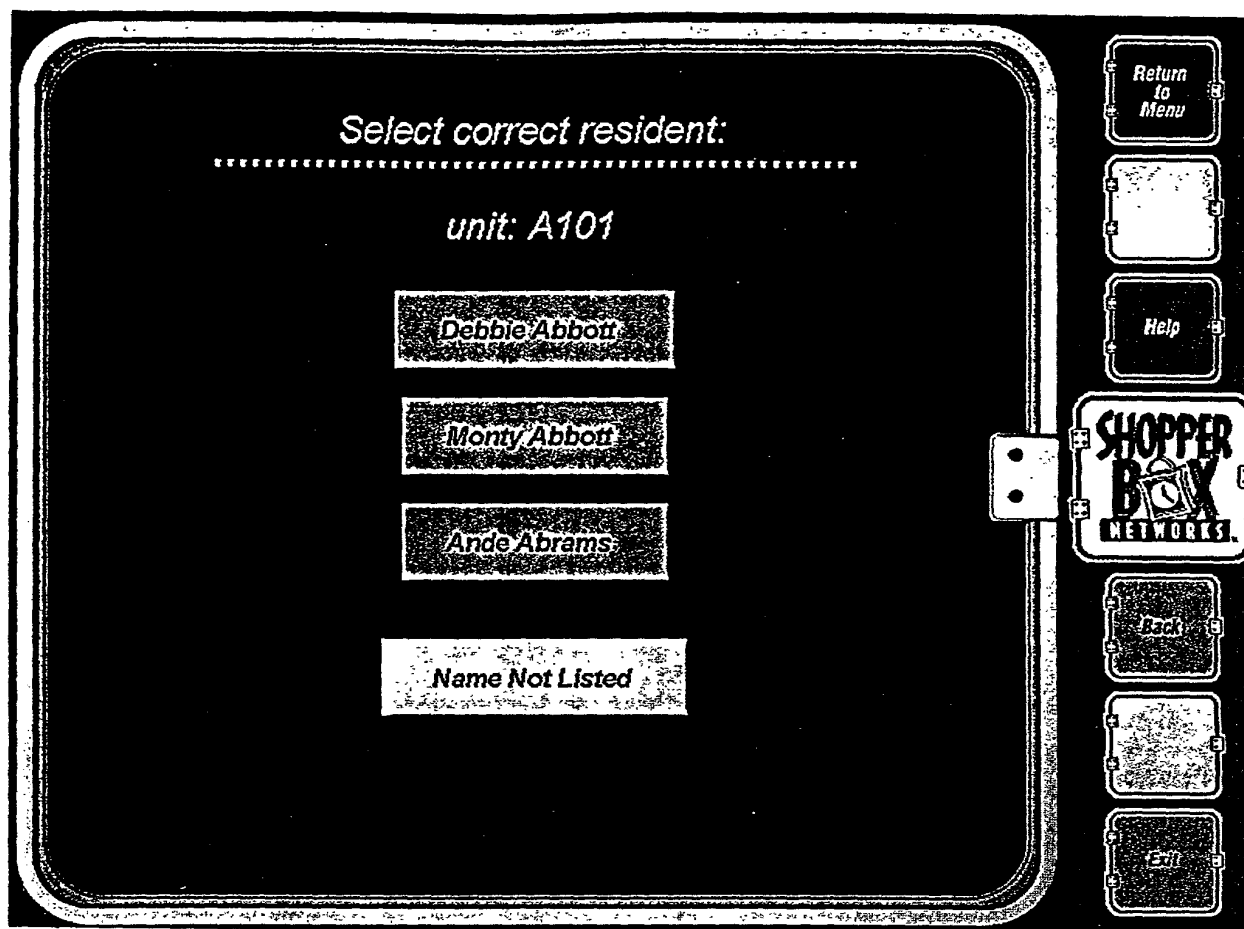 Select correct resident:
unit: A101
Debbie Abbott
Monty Abbott
Ande Abrams
Name Not Listed
Return
to
Menu
Help
SHOPPER
BOX
NETWORKS
Back
Exit